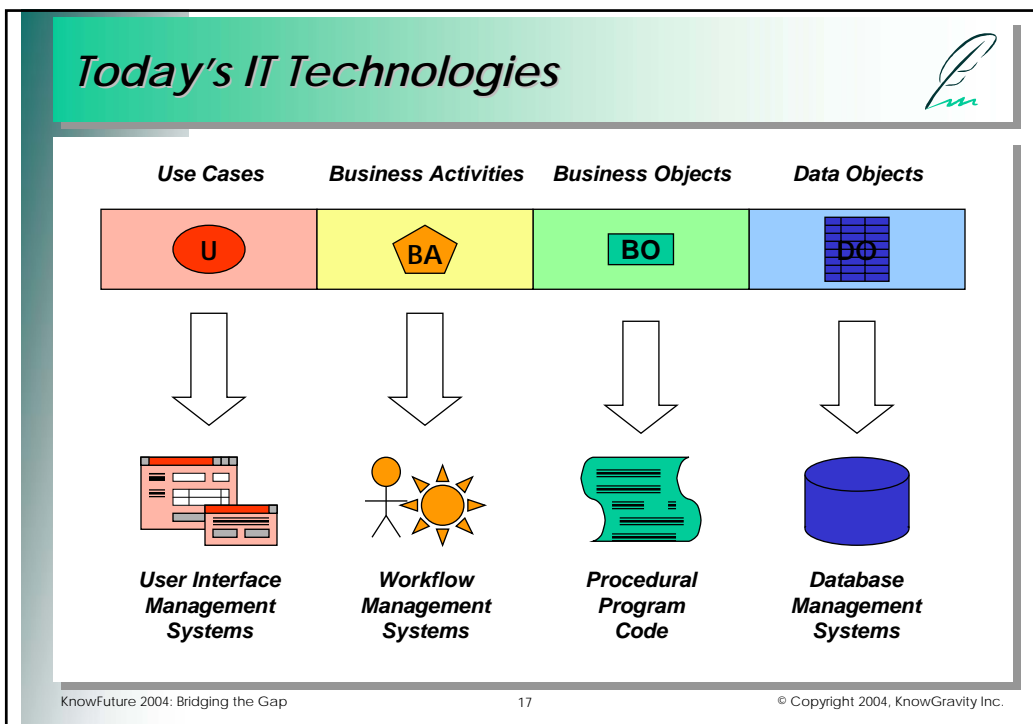 Today's IT Technologies
Use Cases
Business Activities
Business Objects
Data Objects
U
BA
BO
DO
User Interface
Management
Systems
Workflow
Management
Systems
Procedural
Program
Code
Database
Management
Systems
KnowFuture 2004: Bridging the Gap
17
© Copyright 2004, KnowGravity Inc.